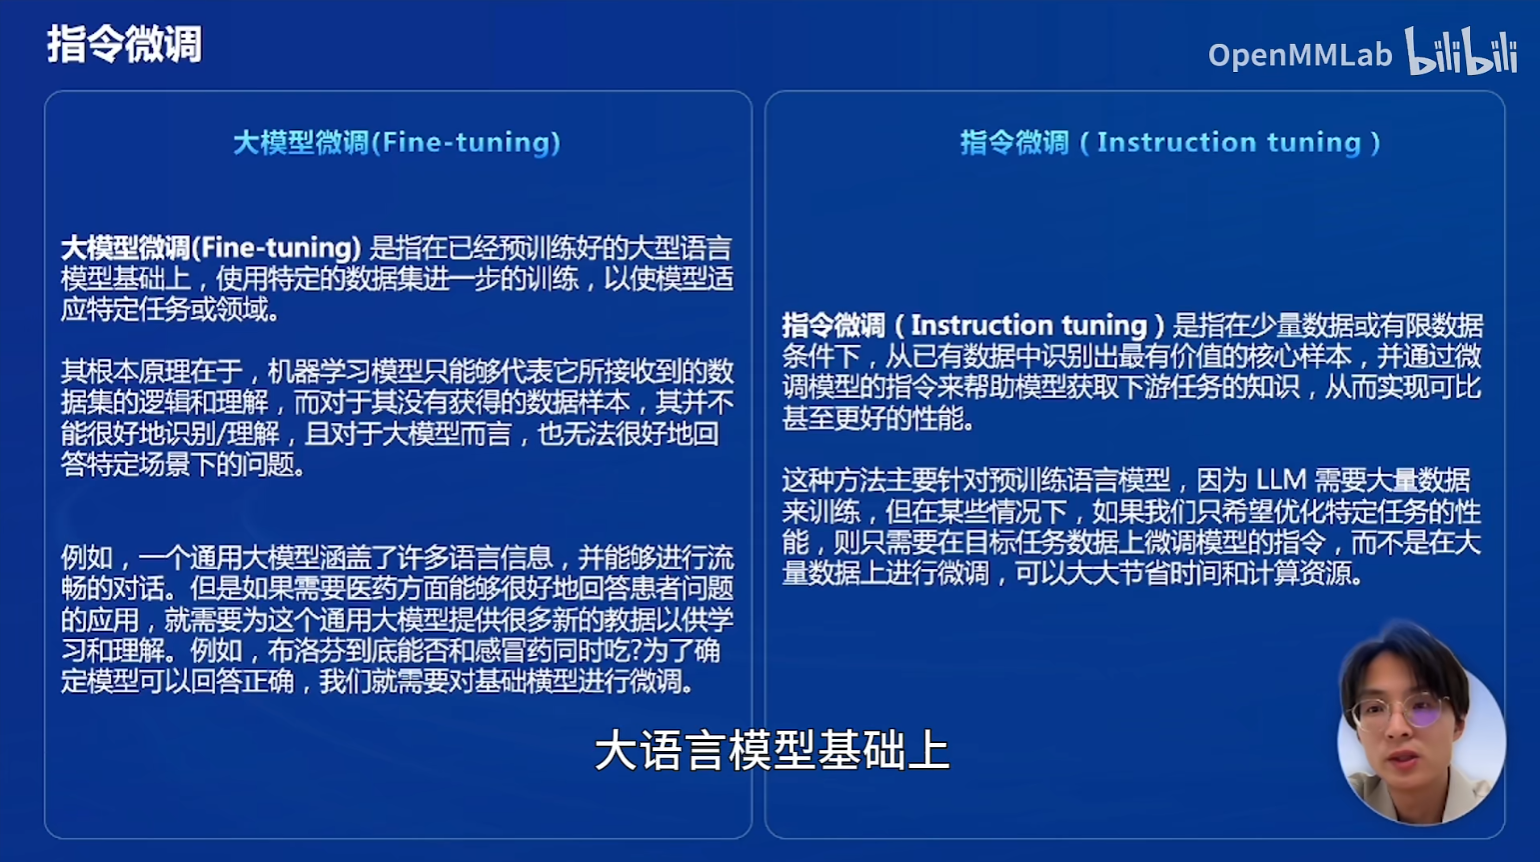 指令微调
OpenMMLab bilibili
大模型微调(Fine-tuning)
大模型微调(Fine-tuning) 是指在已经预训练好的大型语言
模型基础上，使用特定的数据集进一步的训练，以使模型适
应特定任务或领域。
其根本原理在于，机器学习模型只能够代表它所接收到的数
据集的逻辑和理解，而对于其没有获得的数据样本，其并不
能很好地识别/理解，且对于大模型而言，也无法很好地回
答特定场景下的问题。
例如，一个通用大模型涵盖了许多语言信息，并能够进行流
畅的对话。但是如果需要医药方面能够很好地回答患者问题
的应用，就需要为这个通用大模型提供很多新的教据以供学
习和理解。例如，布洛芬到底能否和感冒药同时吃?为了确
定模型可以回答正确，我们就需要对基础横型进行微调。
指令微调（Instruction tuning）
指令微调（Instruction tuning）是指在少量数据或有限数据
条件下，从已有数据中识别出最有价值的核心样本，并通过微
调模型的指令来帮助模型获取下游任务的知识，从而实现可比
甚至更好的性能。
这种方法主要针对预训练语言模型，因为 LLM 需要大量数据
来训练，但在某些情况下，如果我们只希望优化特定任务的性
能，则只需要在目标任务数据上微调模型的指令，而不是在大
量数据上进行微调，可以大大节省时间和计算资源。
大语言模型基础上